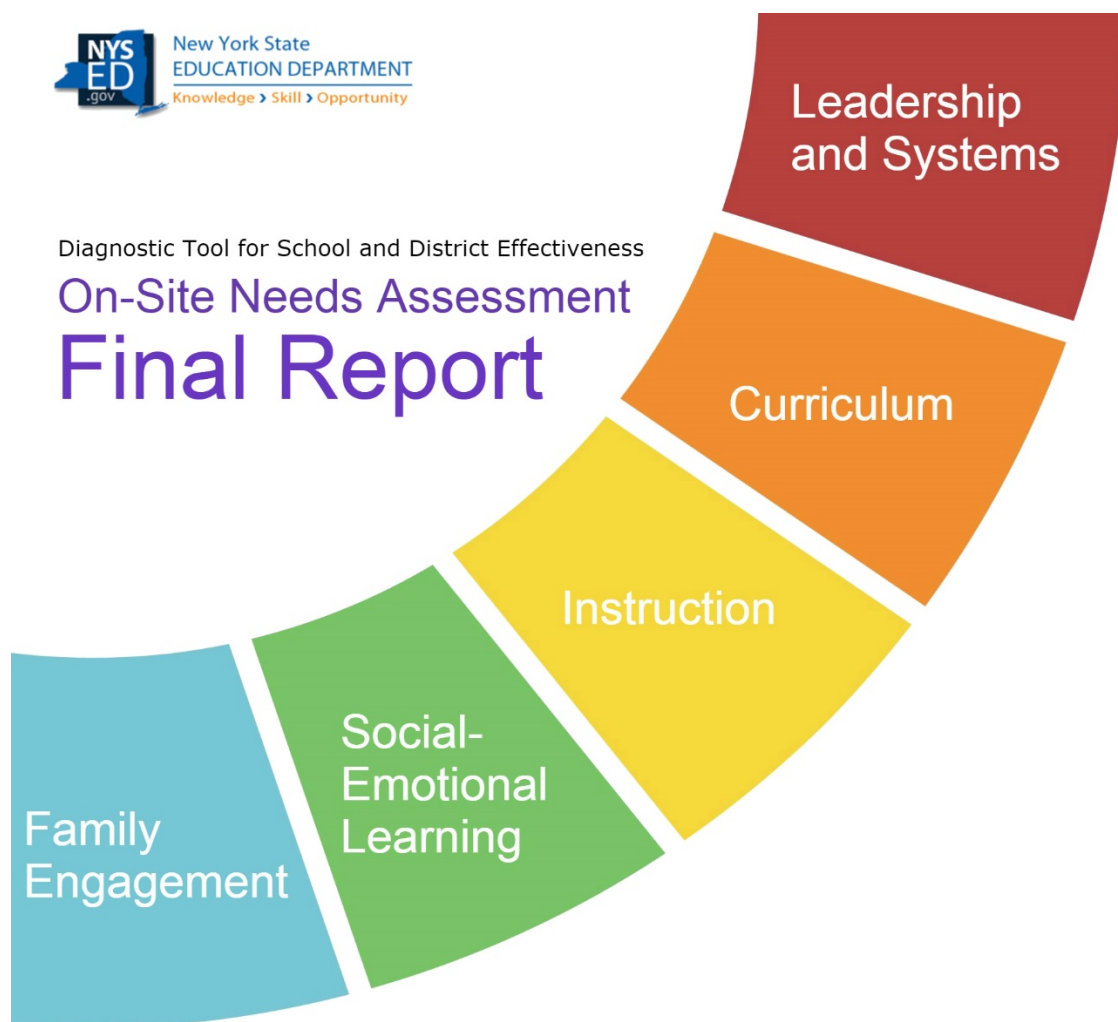 NYS
ED
.gov
New York State
EDUCATION DEPARTMENT
Knowledge › Skill › Opportunity
Diagnostic Tool for School and District Effectiveness
On-Site Needs Assessment
Final Report
Leadership
and Systems
Curriculum
Instruction
Social-
Emotional
Learning
Family
Engagement